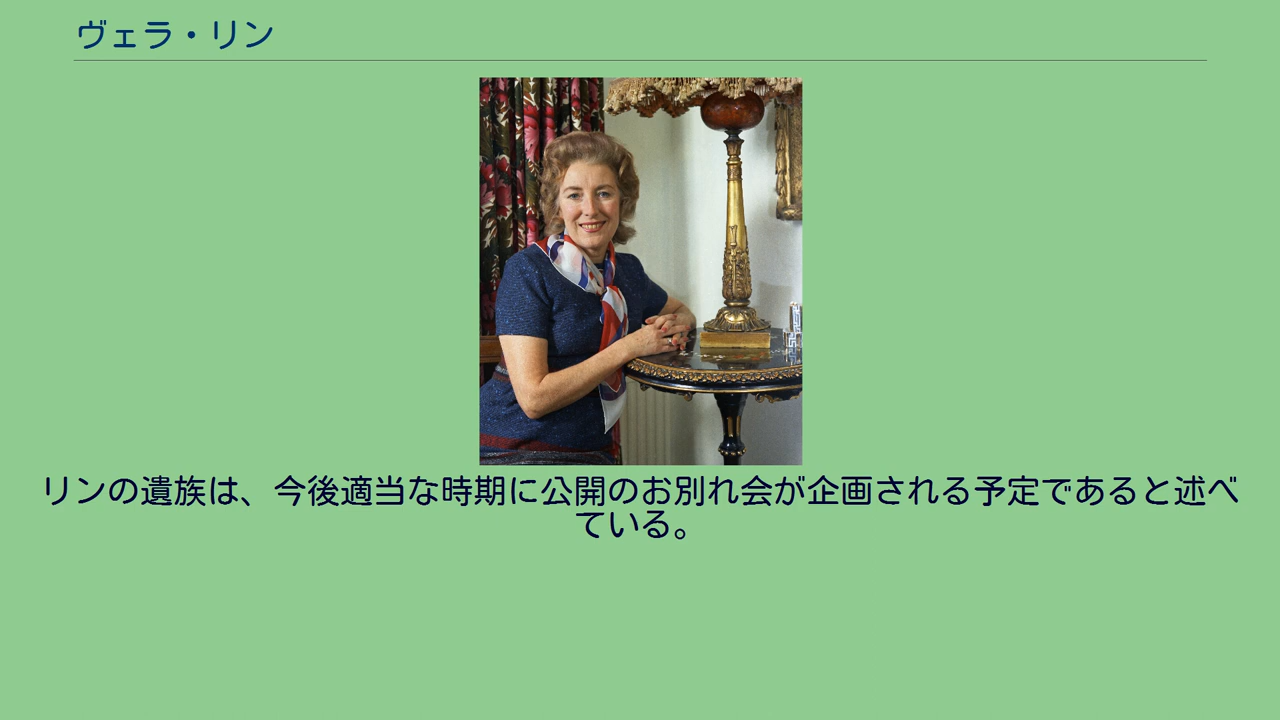 ヴェラ・リン
リンの遺族は、今後適当な時期に公開のお別れ会が企画される予定であると述べ
ている。